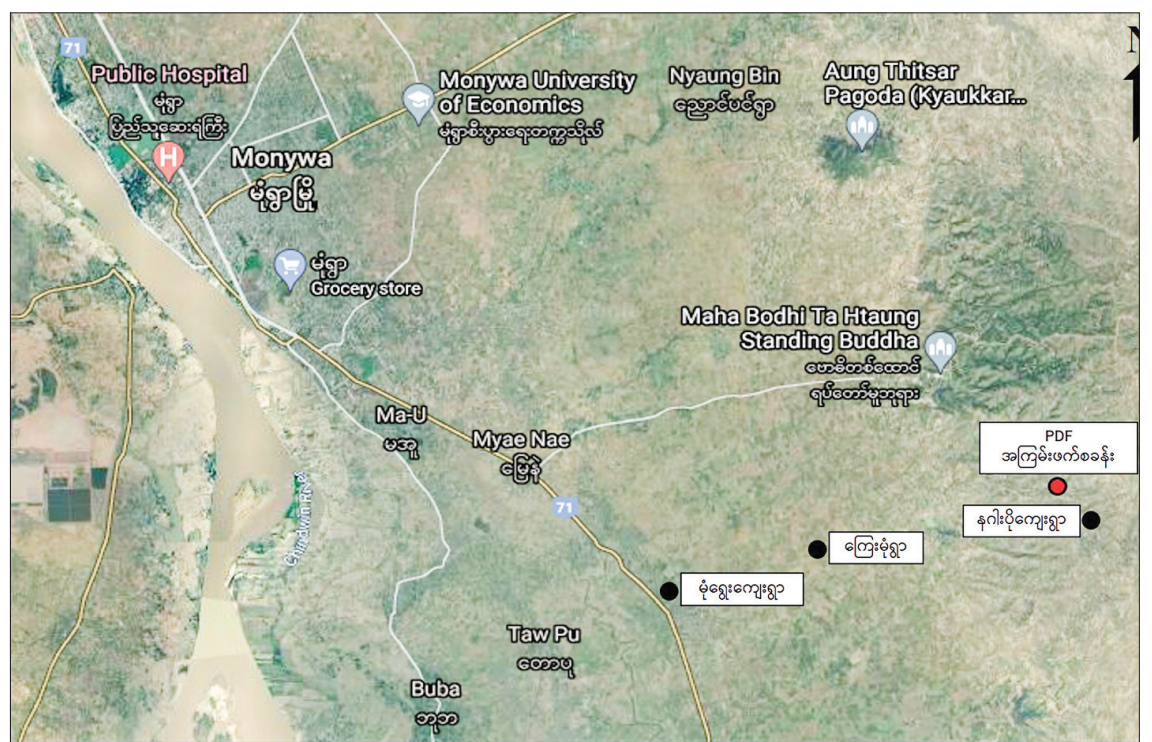 71
Public Hospital
မုံရွာ
ပြည်သူ့ဆေးရုံကြီး
Monywa
မုံရွာမြို့
Monywa University
of Economics
မုံရွာစီးပွားရေးတက္ကသိုလ်
Nyaung Bin
ညောင်ပင်ရွာ
Aung Thitsar
Pagoda (Kyaukkar...
N
မုံရွာ
Grocery store
Maha Bodhi Ta Htaung
Standing Buddha
ဗောဓိတစ်ထောင်
ရပ်တော်မူဘုရား
Ma-U
မအူ
Myae Nae
မြေနဲ
71
Chindwin River
PDF
အကြမ်းဖက်စခန်း
နဂါးပိုကျေးရွာ
ကြေးမုံရွာ
မုံရွေးကျေးရွာ
Taw Pu
တောပု
Buba
ဘုဘ